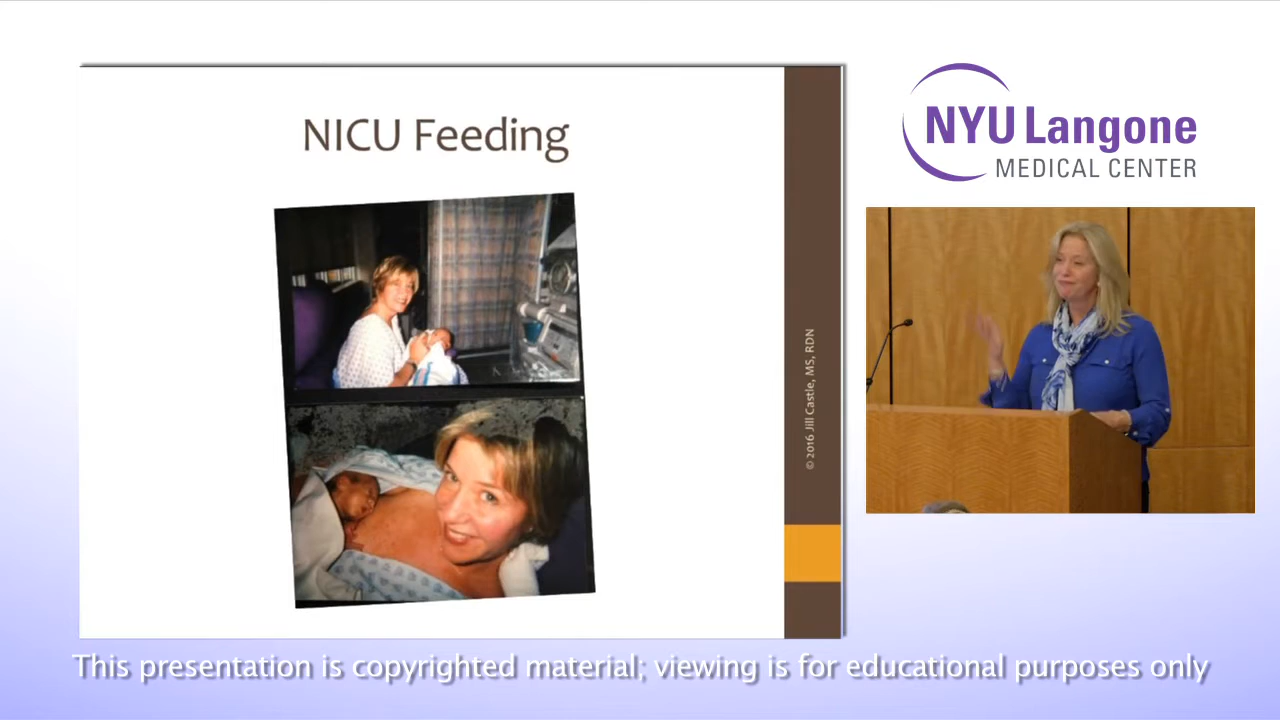 NICU Feeding
© 2016 Jill Castle, MS, RDN
NYU Langone
MEDICAL CENTER
This presentation is copyrighted material; viewing is for educational purposes only